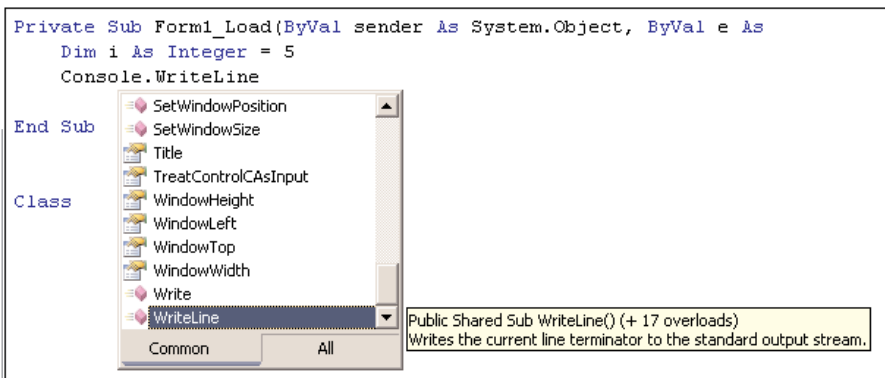 Private Sub Form1_Load(ByVal sender As System.Object, ByVal e As
Dim i As Integer = 5
Console.WriteLine
SetWindowPosition
End Sub
SetWindowSize
Title
TreatControlCAsInput
Class
WindowHeight
WindowLeft
WindowTop
WindowWidth
Write
WriteLine
Public Shared Sub WriteLine() (+ 17 overloads)
Writes the current line terminator to the standard output stream.
Common All